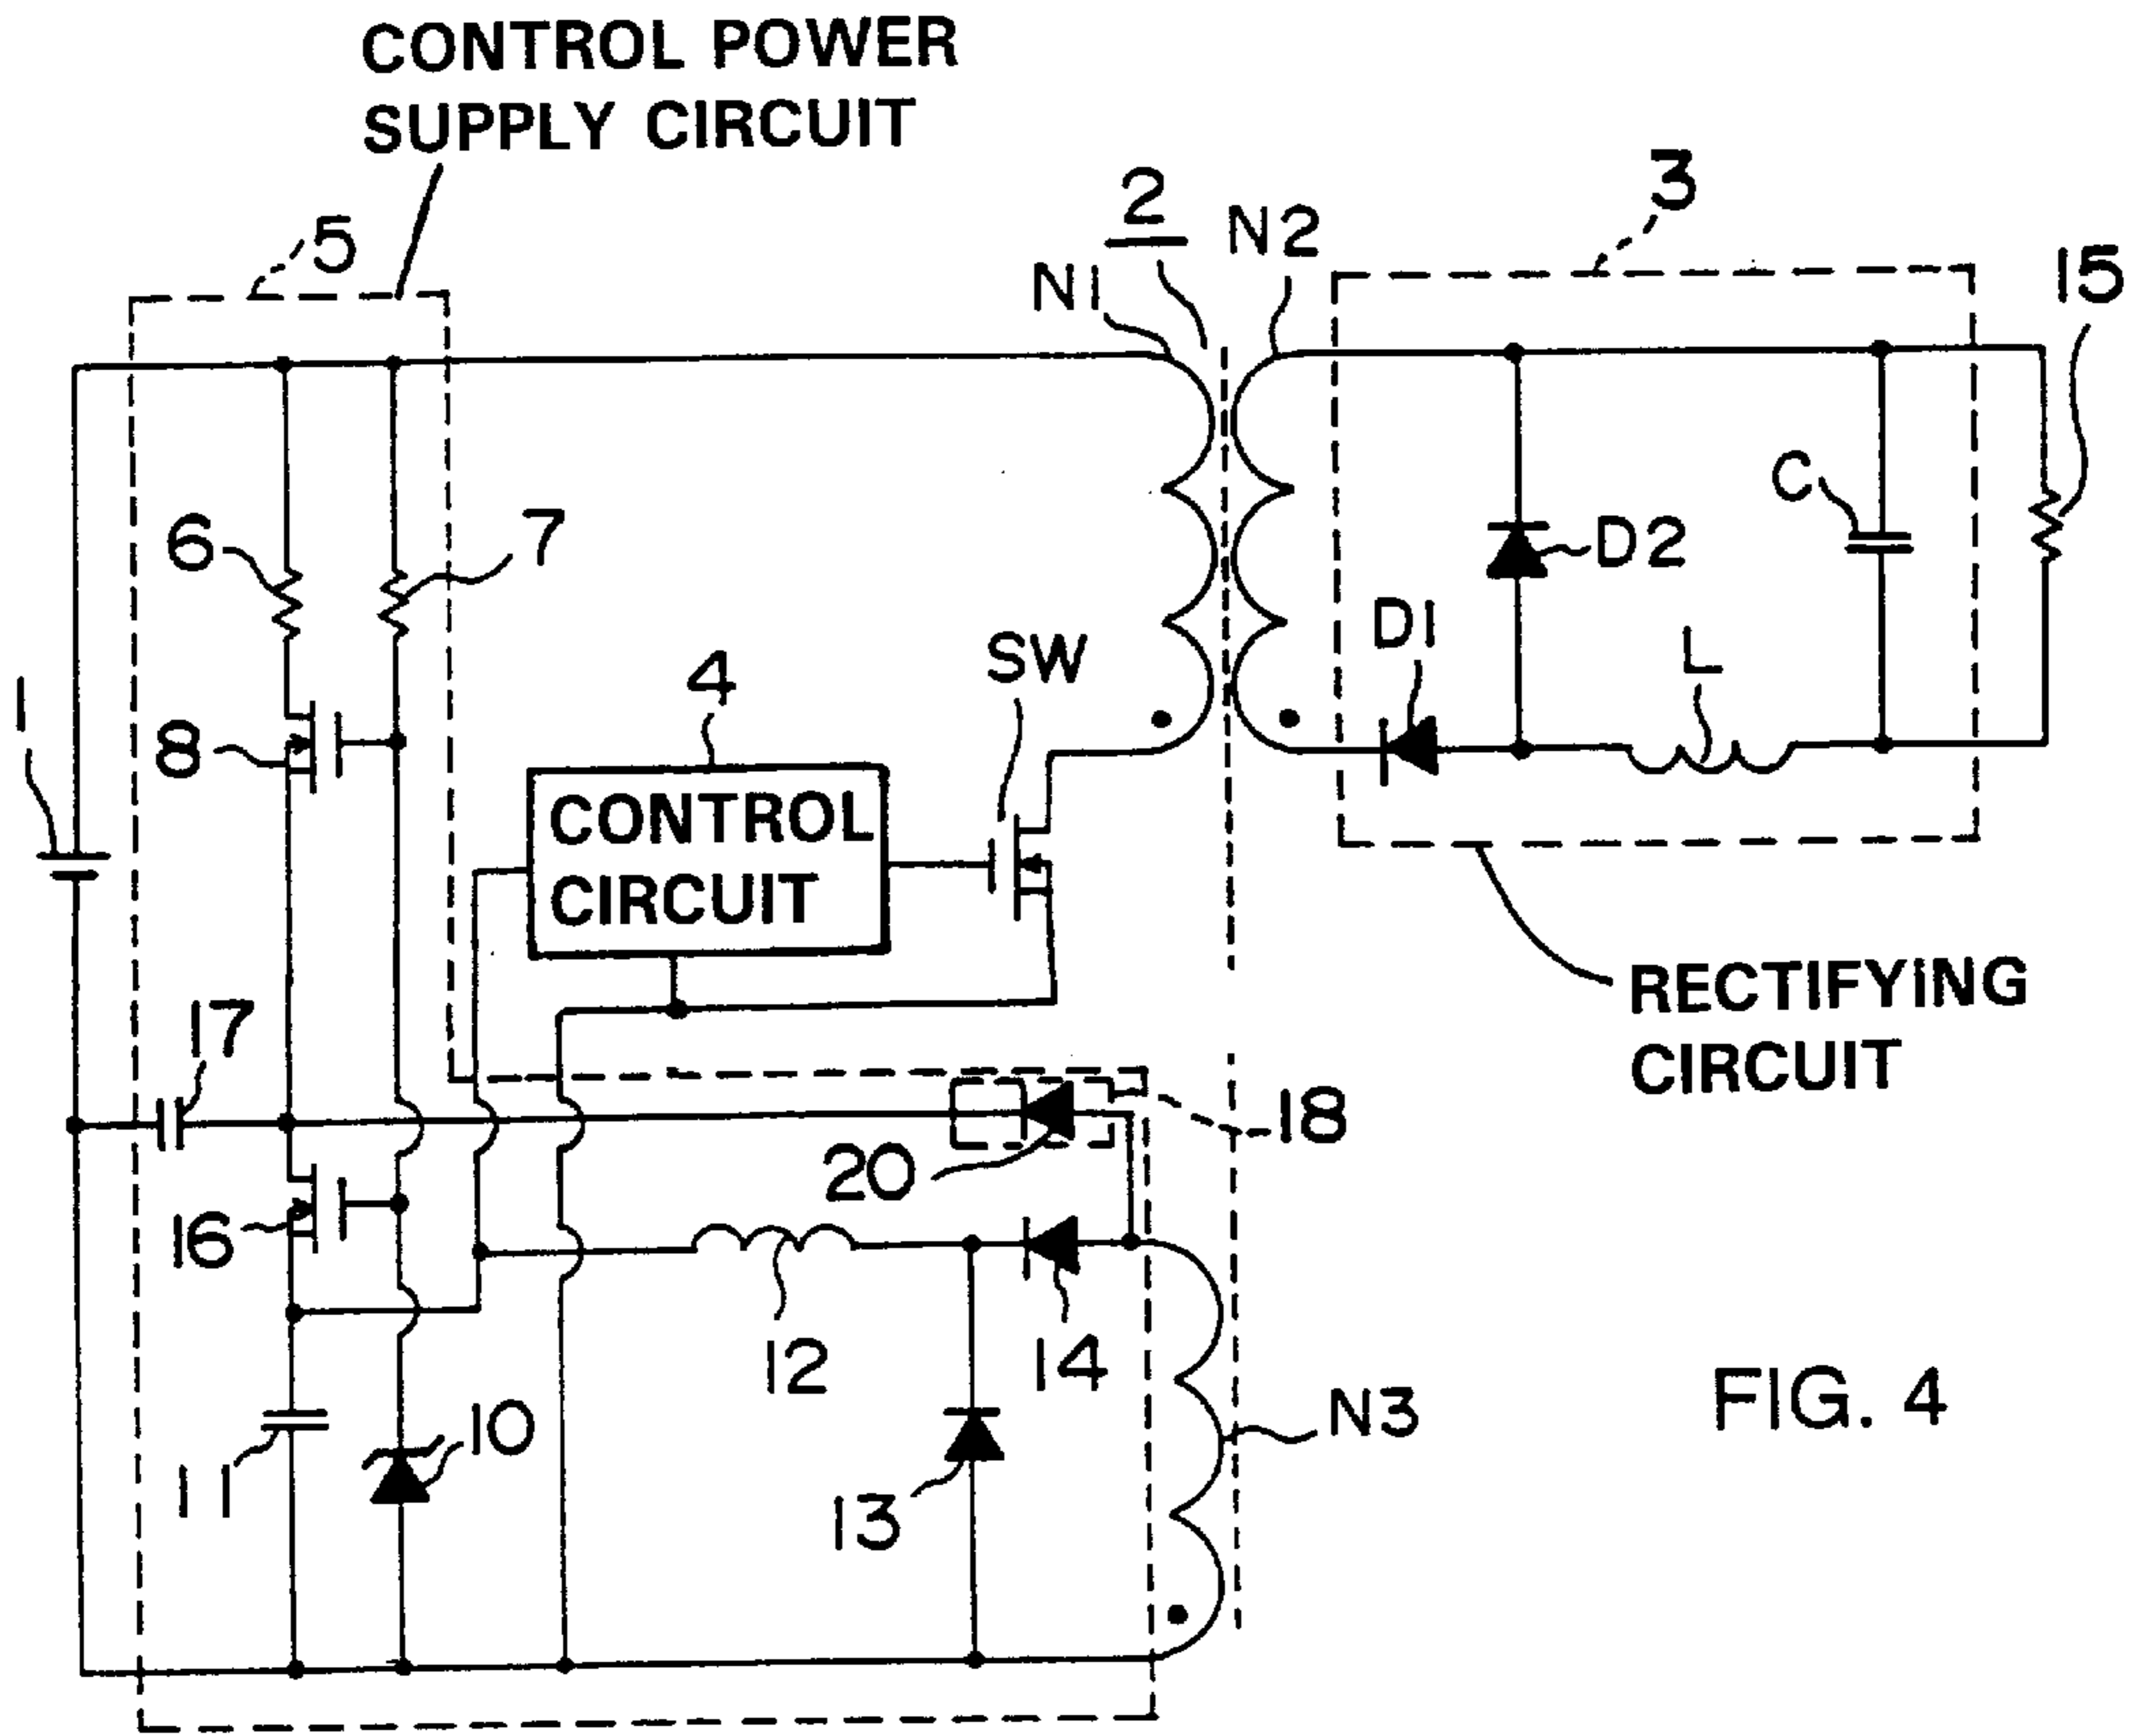 CONTROL POWER
SUPPLY CIRCUIT
5
2
N1
N2
3
15
6
7
C
D2
D1
L
SW
4
1
8
CONTROL
CIRCUIT
RECTIFYING
CIRCUIT
17
18
20
16
12
14
N3
FIG. 4
10
11
13